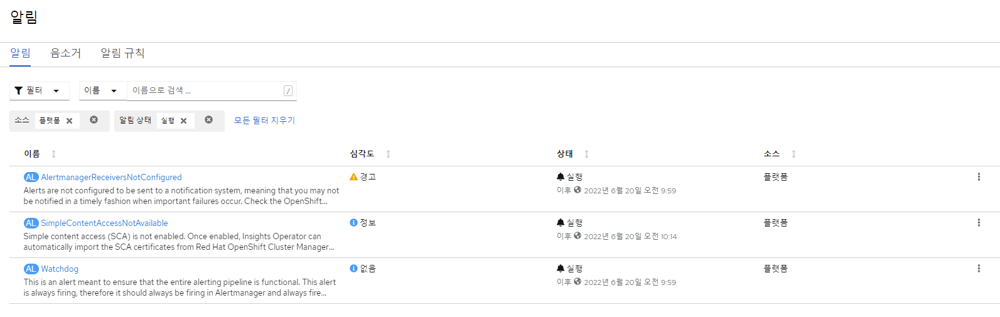 알림
알림 음소거 알림 규칙
필터 이름 이름으로 검색 ... /
소스 플랫폼 알림 상태 실행 모든 필터 지우기
이름 심각도 상태 소스
AL AlertmanagerReceiversNotConfigured 경고 실행 플랫폼
Alerts are not configured to be sent to a notification system, meaning that you may not 이후 2022년 6월 20일 오전 9:59
be notified in a timely fashion when important failures occur. Check the OpenShift...
AL SimpleContentAccessNotAvailable 정보 실행 플랫폼
Simple content access (SCA) is not enabled. Once enabled, Insights Operator can 이후 2022년 6월 20일 오전 10:14
automatically import the SCA certificates from Red Hat OpenShift Cluster Manager...
AL Watchdog 없음 실행 플랫폼
This is an alert meant to ensure that the entire alerting pipeline is functional. This alert 이후 2022년 6월 20일 오전 9:59
is always firing, therefore it should always be firing in Alertmanager and always fire...